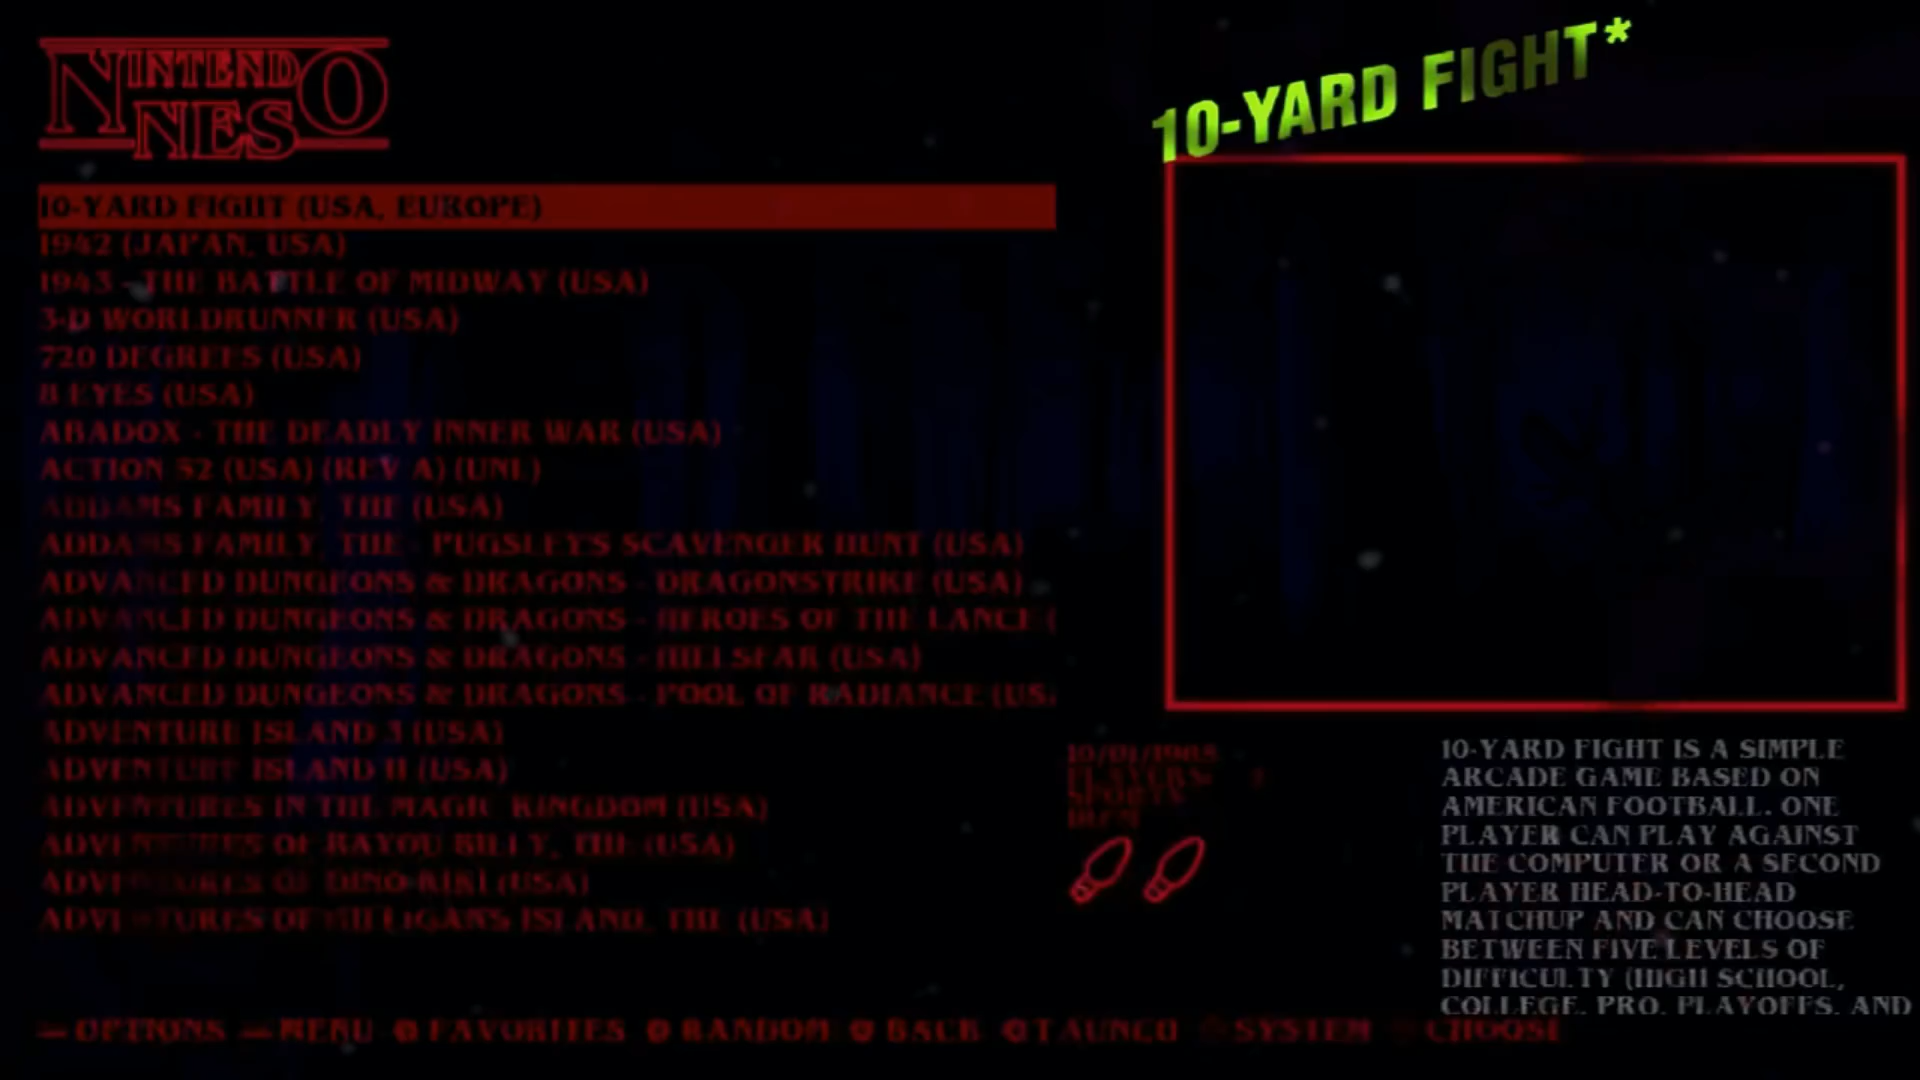 NINTENDO
NES
10-YARD FIGHT*
10-YARD FIGHT (USA, EUROPE)
1942 (JAPAN, USA)
1943 - THE BATTLE OF MIDWAY (USA)
3-D WORLDRUNNER (USA)
720 DEGREES (USA)
8 EYES (USA)
ABADOX - THE DEADLY INNER WAR (USA)
ACTION 52 (USA) (REV A) (UNL)
ADDAMS FAMILY, THE (USA)
ADDAMS FAMILY, THE - PUGSLEY'S SCAVENGER HUNT (USA)
ADVANCED DUNGEONS & DRAGONS - DRAGONSTRIKE (USA)
ADVANCED DUNGEONS & DRAGONS - HEROES OF THE LANCE (
ADVANCED DUNGEONS & DRAGONS - HILLSFAR (USA)
ADVANCED DUNGEONS & DRAGONS - POOL OF RADIANCE (USA
ADVENTURE ISLAND 3 (USA)
ADVENTURE ISLAND II (USA)
ADVENTURES IN THE MAGIC KINGDOM (USA)
ADVENTURES OF BAYOU BILLY, THE (USA)
ADVENTURES OF DINO RIKI (USA)
ADVENTURES OF GILLIGAN'S ISLAND, THE (USA)
PLAYERS:
SPORTS
IREM
10-YARD FIGHT IS A SIMPLE
ARCADE GAME BASED ON
AMERICAN FOOTBALL. ONE
PLAYER CAN PLAY AGAINST
THE COMPUTER OR A SECOND
PLAYER HEAD-TO-HEAD
MATCHUP AND CAN CHOOSE
BETWEEN FIVE LEVELS OF
DIFFICULTY (HIGH SCHOOL,
COLLEGE, PRO, PLAYOFFS, AND
OPTIONS MENU FAVORITES RANDOM BACK LAUNCH SYSTEM CHOOSE